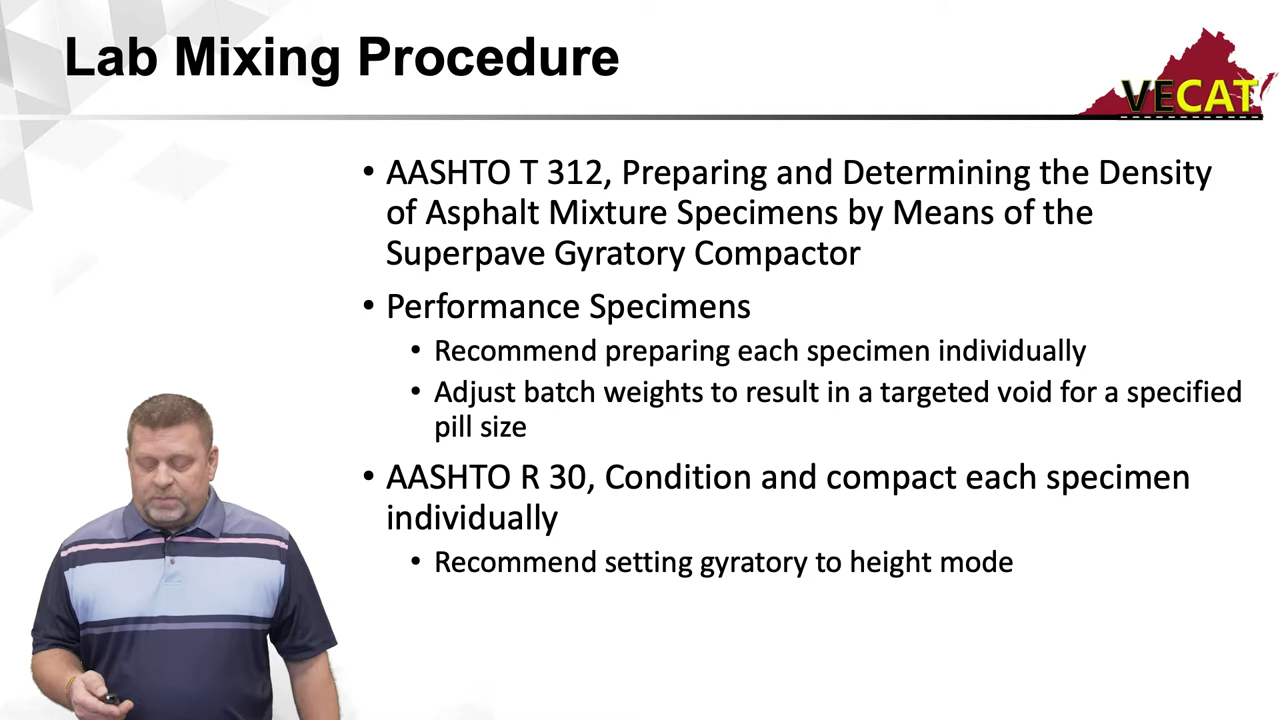 Lab Mixing Procedure
VECAT
• AASHTO T 312, Preparing and Determining the Density
of Asphalt Mixture Specimens by Means of the
Superpave Gyratory Compactor
• Performance Specimens
• Recommend preparing each specimen individually
• Adjust batch weights to result in a targeted void for a specified
pill size
• AASHTO R 30, Condition and compact each specimen
individually
• Recommend setting gyratory to height mode